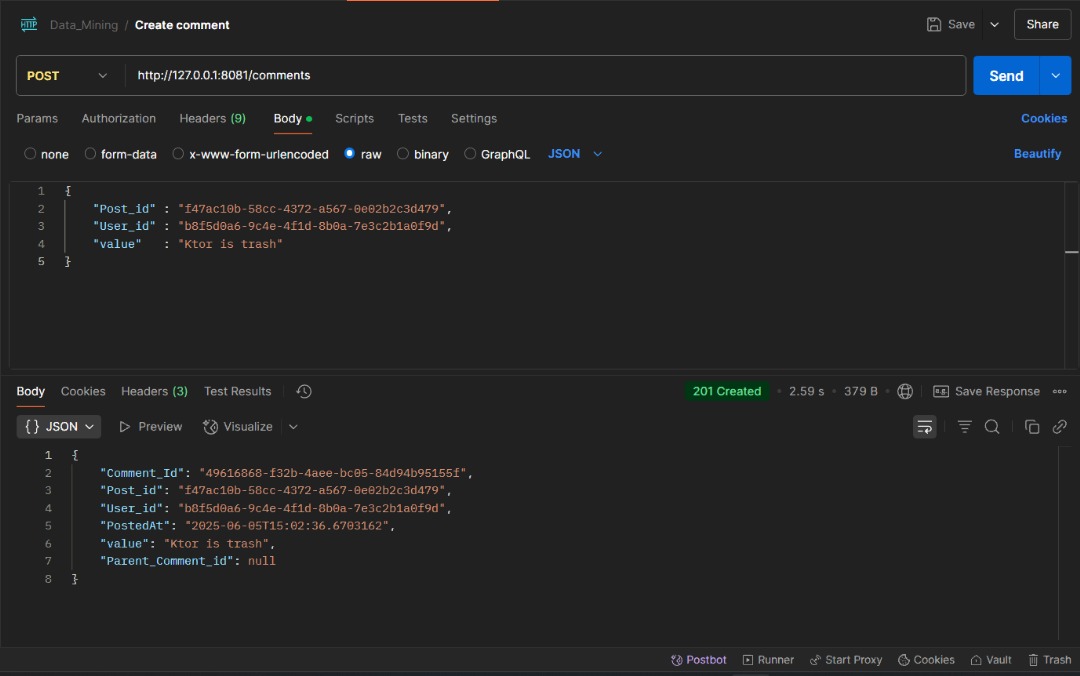 HTTP Data_Mining / Create comment Save Share
POST http://127.0.0.1:8081/comments Send
Params Authorization Headers (9) Body Scripts Tests Settings Cookies
none form-data x-www-form-urlencoded raw binary GraphQL JSON Beautify
1 {
2 "Post_id" : "f47ac10b-58cc-4372-a567-0e02b2c3d479",
3 "User_id" : "b8f5d0a6-9c4e-4f1d-8b0a-7e3c2b1a0f9d",
4 "value" : "Ktor is trash"
5 }
Body Cookies Headers (3) Test Results 201 Created • 2.59 s • 379 B • e.g. Save Response
{} JSON Preview Visualize
1 {
2 "Comment_Id": "49616868-f32b-4aee-bc05-84d94b95155f",
3 "Post_id": "f47ac10b-58cc-4372-a567-0e02b2c3d479",
4 "User_id": "b8f5d0a6-9c4e-4f1d-8b0a-7e3c2b1a0f9d",
5 "PostedAt": "2025-06-05T15:02:36.6703162",
6 "value": "Ktor is trash",
7 "Parent_Comment_id": null
8 }
Postbot Runner Start Proxy Cookies Vault Trash